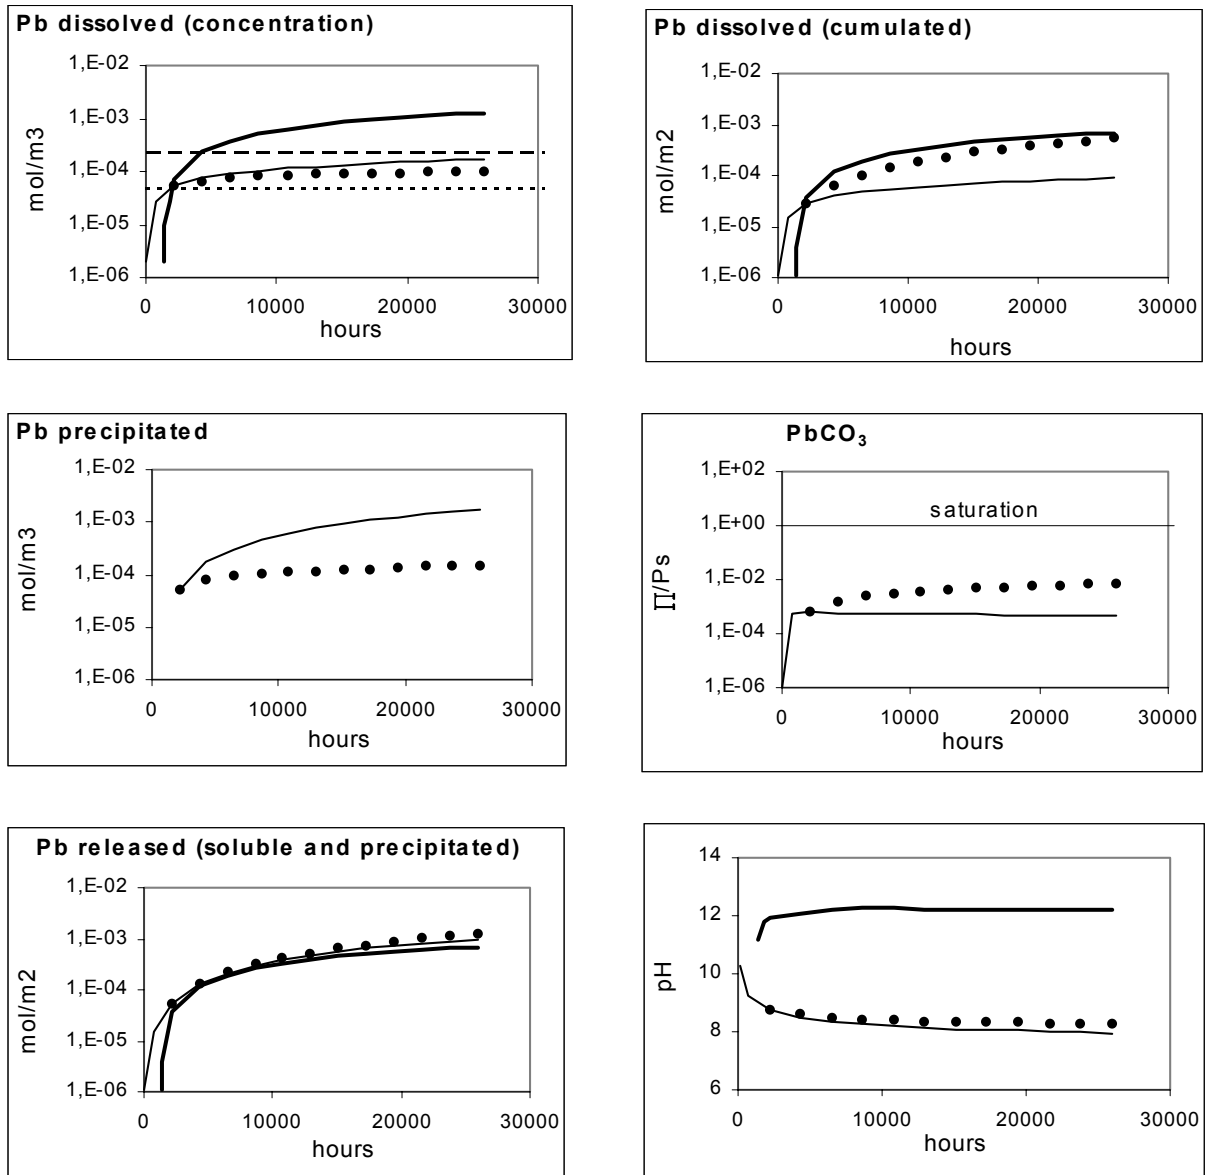 Pb dissolved (concentration)
mol/m3
1,E-02
1,E-03
1,E-04
1,E-05
1,E-06
0
10000
20000
30000
hours
Pb dissolved (cumulated)
mol/m2
1,E-02
1,E-03
1,E-04
1,E-05
1,E-06
0
10000
20000
30000
hours
Pb precipitated
mol/m3
1,E-02
1,E-03
1,E-04
1,E-05
1,E-06
0
10000
20000
30000
hours
PbCO₃
∏/Ps
1,E+02
1,E+00
1,E-02
1,E-04
1,E-06
saturation
0
10000
20000
30000
hours
Pb released (soluble and precipitated)
mol/m2
1,E-02
1,E-03
1,E-04
1,E-05
1,E-06
0
10000
20000
30000
hours
pH
14
12
10
8
6
0
10000
20000
30000
hours